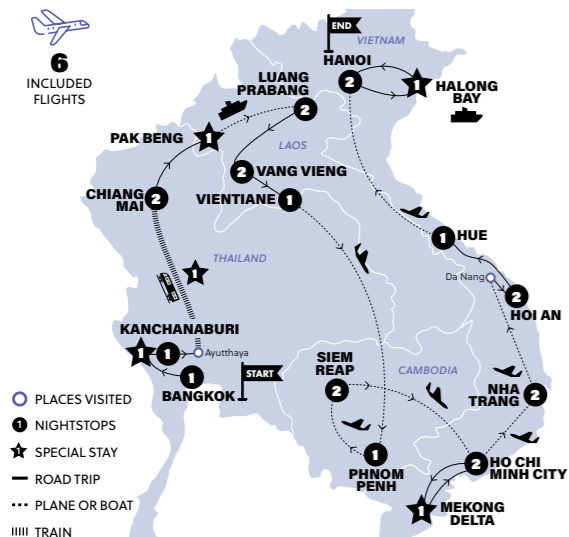 6
INCLUDED
FLIGHTS
END
VIETNAM
HANOI
2
1
HALONG
BAY
LUANG
PRABANG
2
PAK BENG
1
LAOS
2
VANG VIENG
CHIANG
MAI
2
VIENTIANE
1
HUE
1
THAILAND
1
Da Nang
2
HOI AN
KANCHANABURI
1
1
Ayutthaya
1
BANGKOK
START
SIEM
REAP
2
CAMBODIA
NHA
TRANG
2
1
PHNOM
PENH
2
HO CHI
MINH CITY
1
MEKONG
DELTA
PLACES VISITED
1 NIGHTSTOPS
1 SPECIAL STAY
ROAD TRIP
PLANE OR BOAT
TRAIN